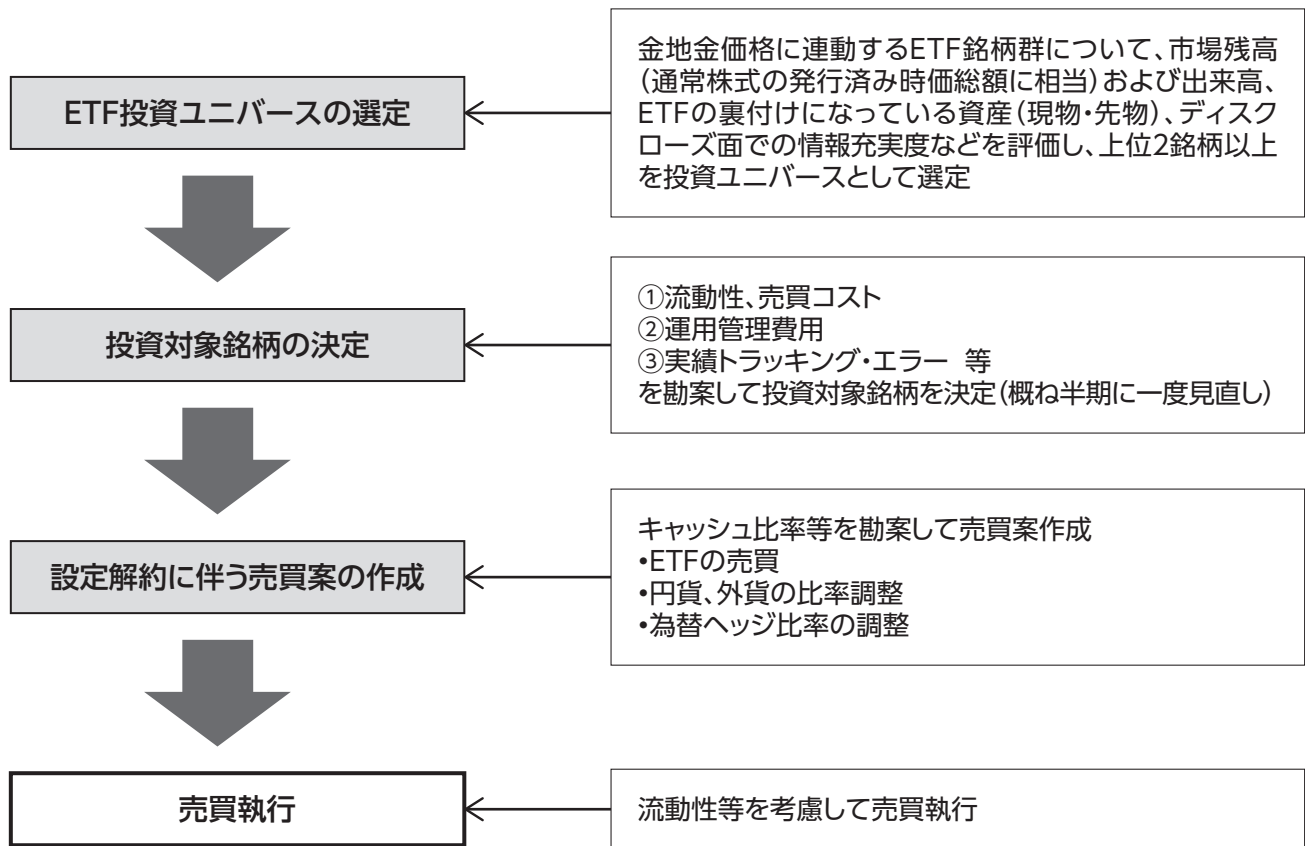 ETF投資ユニバースの選定
金地金価格に連動するETF銘柄群について、市場残高
（通常株式の発行済み時価総額に相当）および出来高、
ETFの裏付けになっている資産（現物・先物）、ディスク
ローズ面での情報充実度などを評価し、上位2銘柄以上
を投資ユニバースとして選定
投資対象銘柄の決定
①流動性、売買コスト
②運用管理費用
③実績トラッキング・エラー 等
を勘案して投資対象銘柄を決定（概ね半期に一度見直し）
設定解約に伴う売買案の作成
キャッシュ比率等を勘案して売買案作成
•ETFの売買
•円貨、外貨の比率調整
•為替ヘッジ比率の調整
売買執行
流動性等を考慮して売買執行